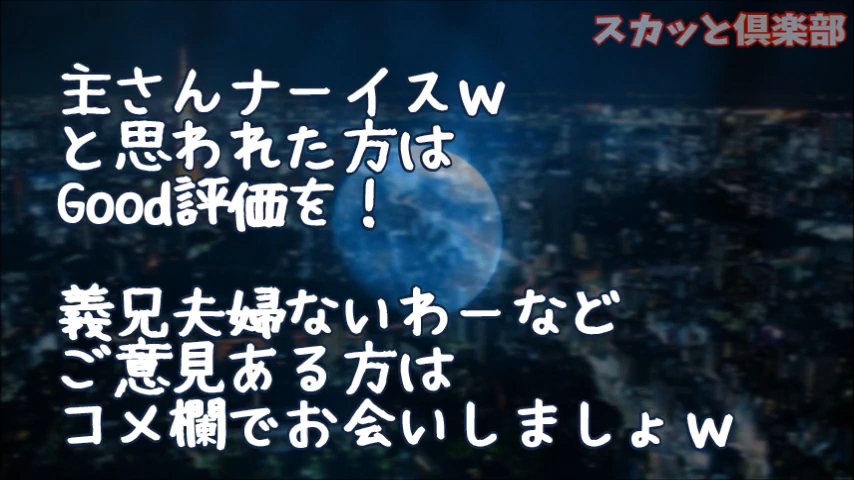 スカッと倶楽部
主さんナーイスｗ
と思われた方は
Good評価を！
義兄夫婦ないわーなど
ご意見ある方は
コメ欄でお会いしましょｗ